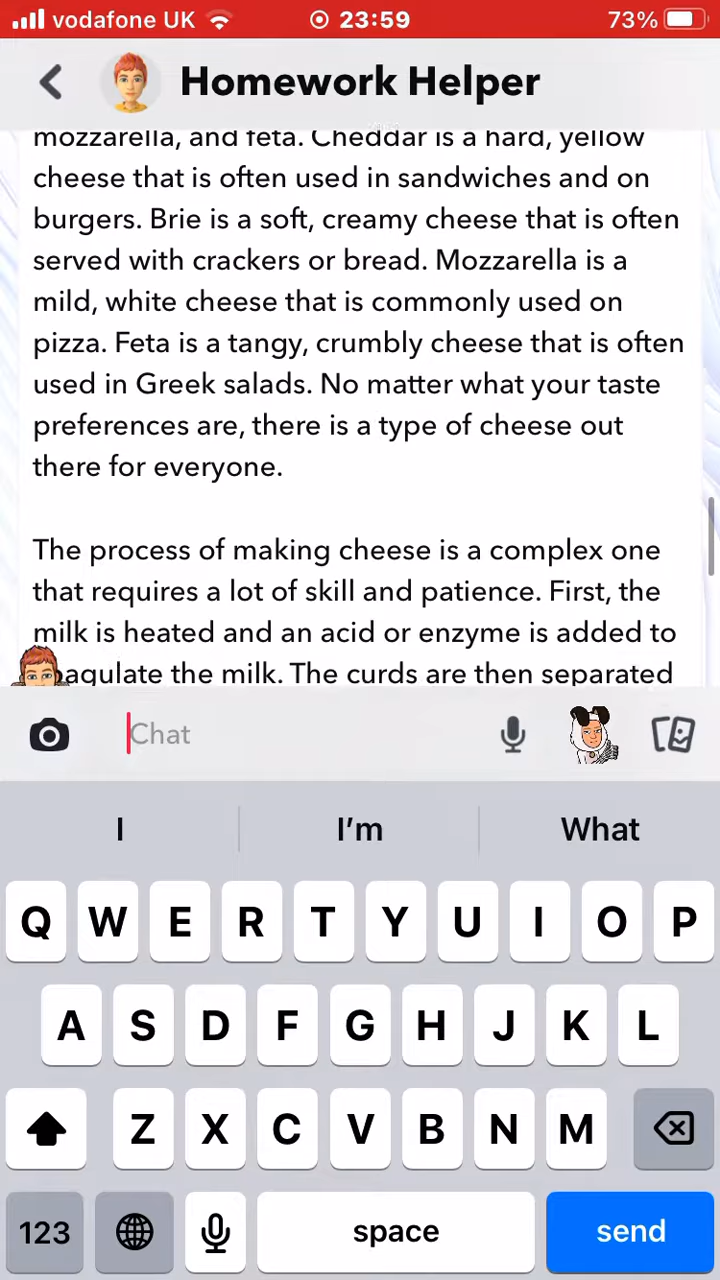 vodafone UK 23:59 73%
Homework Helper
mozzarella, and feta. Cheddar is a hard, yellow
cheese that is often used in sandwiches and on
burgers. Brie is a soft, creamy cheese that is often
served with crackers or bread. Mozzarella is a
mild, white cheese that is commonly used on
pizza. Feta is a tangy, crumbly cheese that is often
used in Greek salads. No matter what your taste
preferences are, there is a type of cheese out
there for everyone.
The process of making cheese is a complex one
that requires a lot of skill and patience. First, the
milk is heated and an acid or enzyme is added to
agulate the milk. The curds are then separated
Chat
I I'm What
Q W E R T Y U I O P
A S D F G H J K L
Z X C V B N M
123 space send